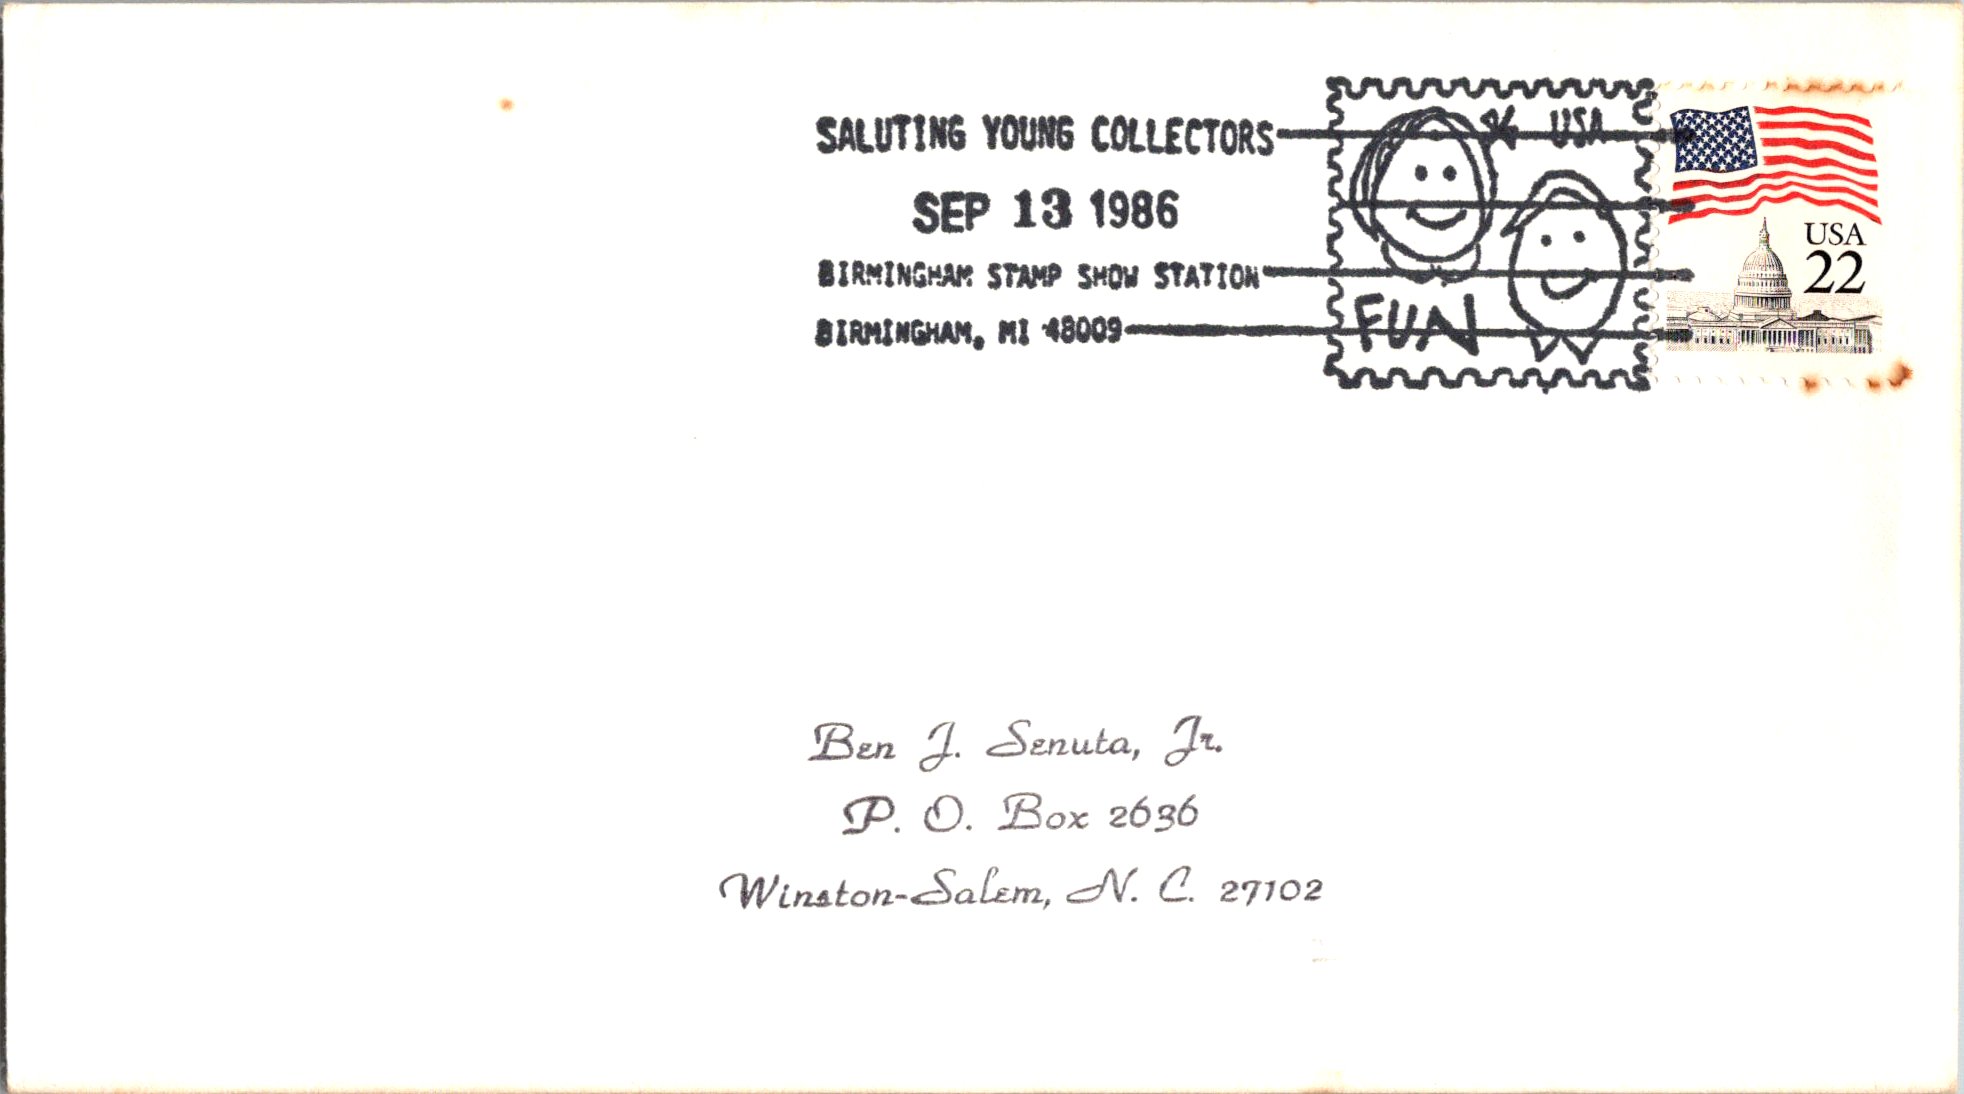 SALUTING YOUNG COLLECTORS
SEP 13 1986
BIRMINGHAM STAMP SHOW STATION
BIRMINGHAM, MI 48009
USA
FUN
USA
22
Ben J. Senuta, Jr.
P. O. Box 2636
Winston-Salem, N. C. 27102